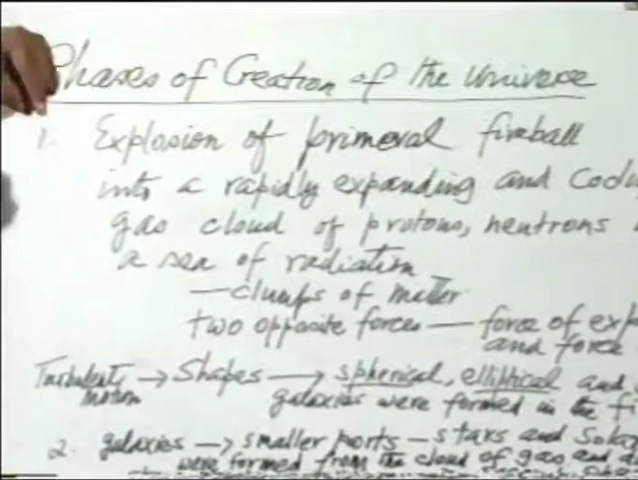 Phases of Creation of the Universe
1. Explosion of primeval fireball
into a rapidly expanding and
gas cloud of protons, neutrons
a sea of radiation
— clumps of matter
two opposite forces — force of
and force
Turbulent → Shapes → spherical, elliptical and
motion galaxies were formed in the
2. galaxies → smaller parts — stars and
were formed from the cloud of gas and